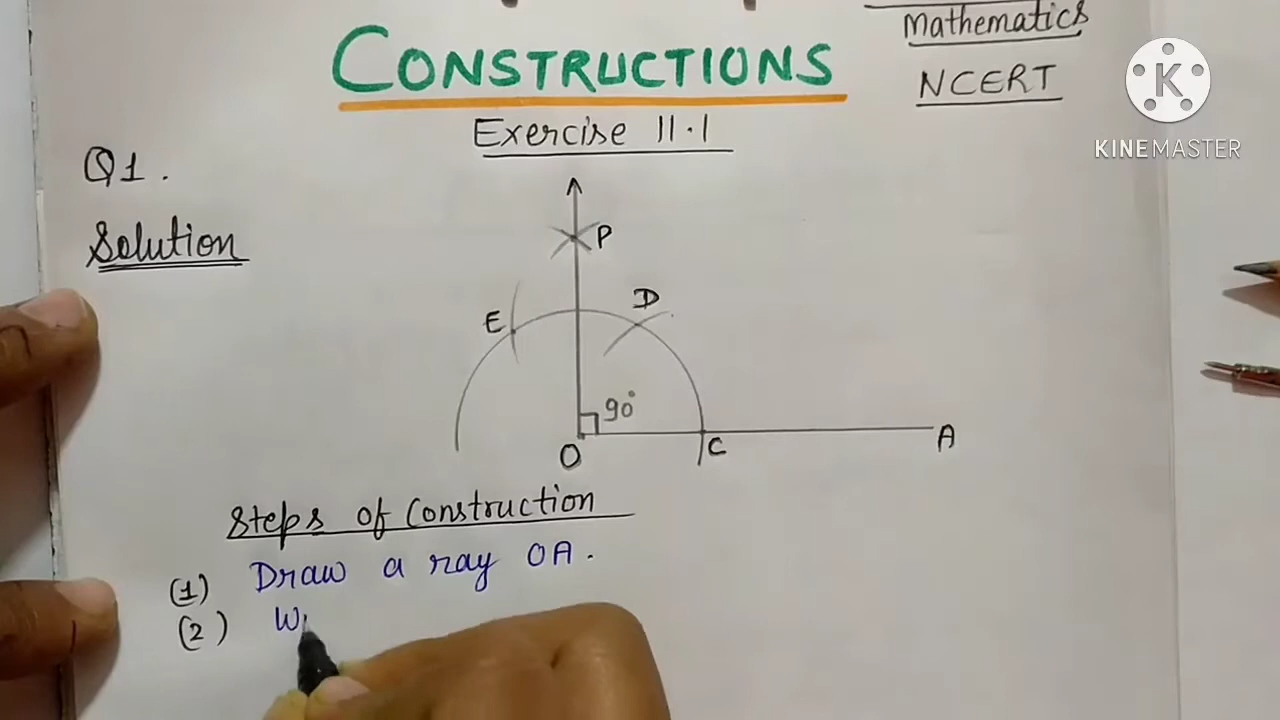 Mathematics
CONSTRUCTIONS
NCERT
K
KINEMASTER
Exercise 11.1
Q1.
Solution
P
E
D
90°
O
C
A
Steps of Construction
(1) Draw a ray OA.
(2) W